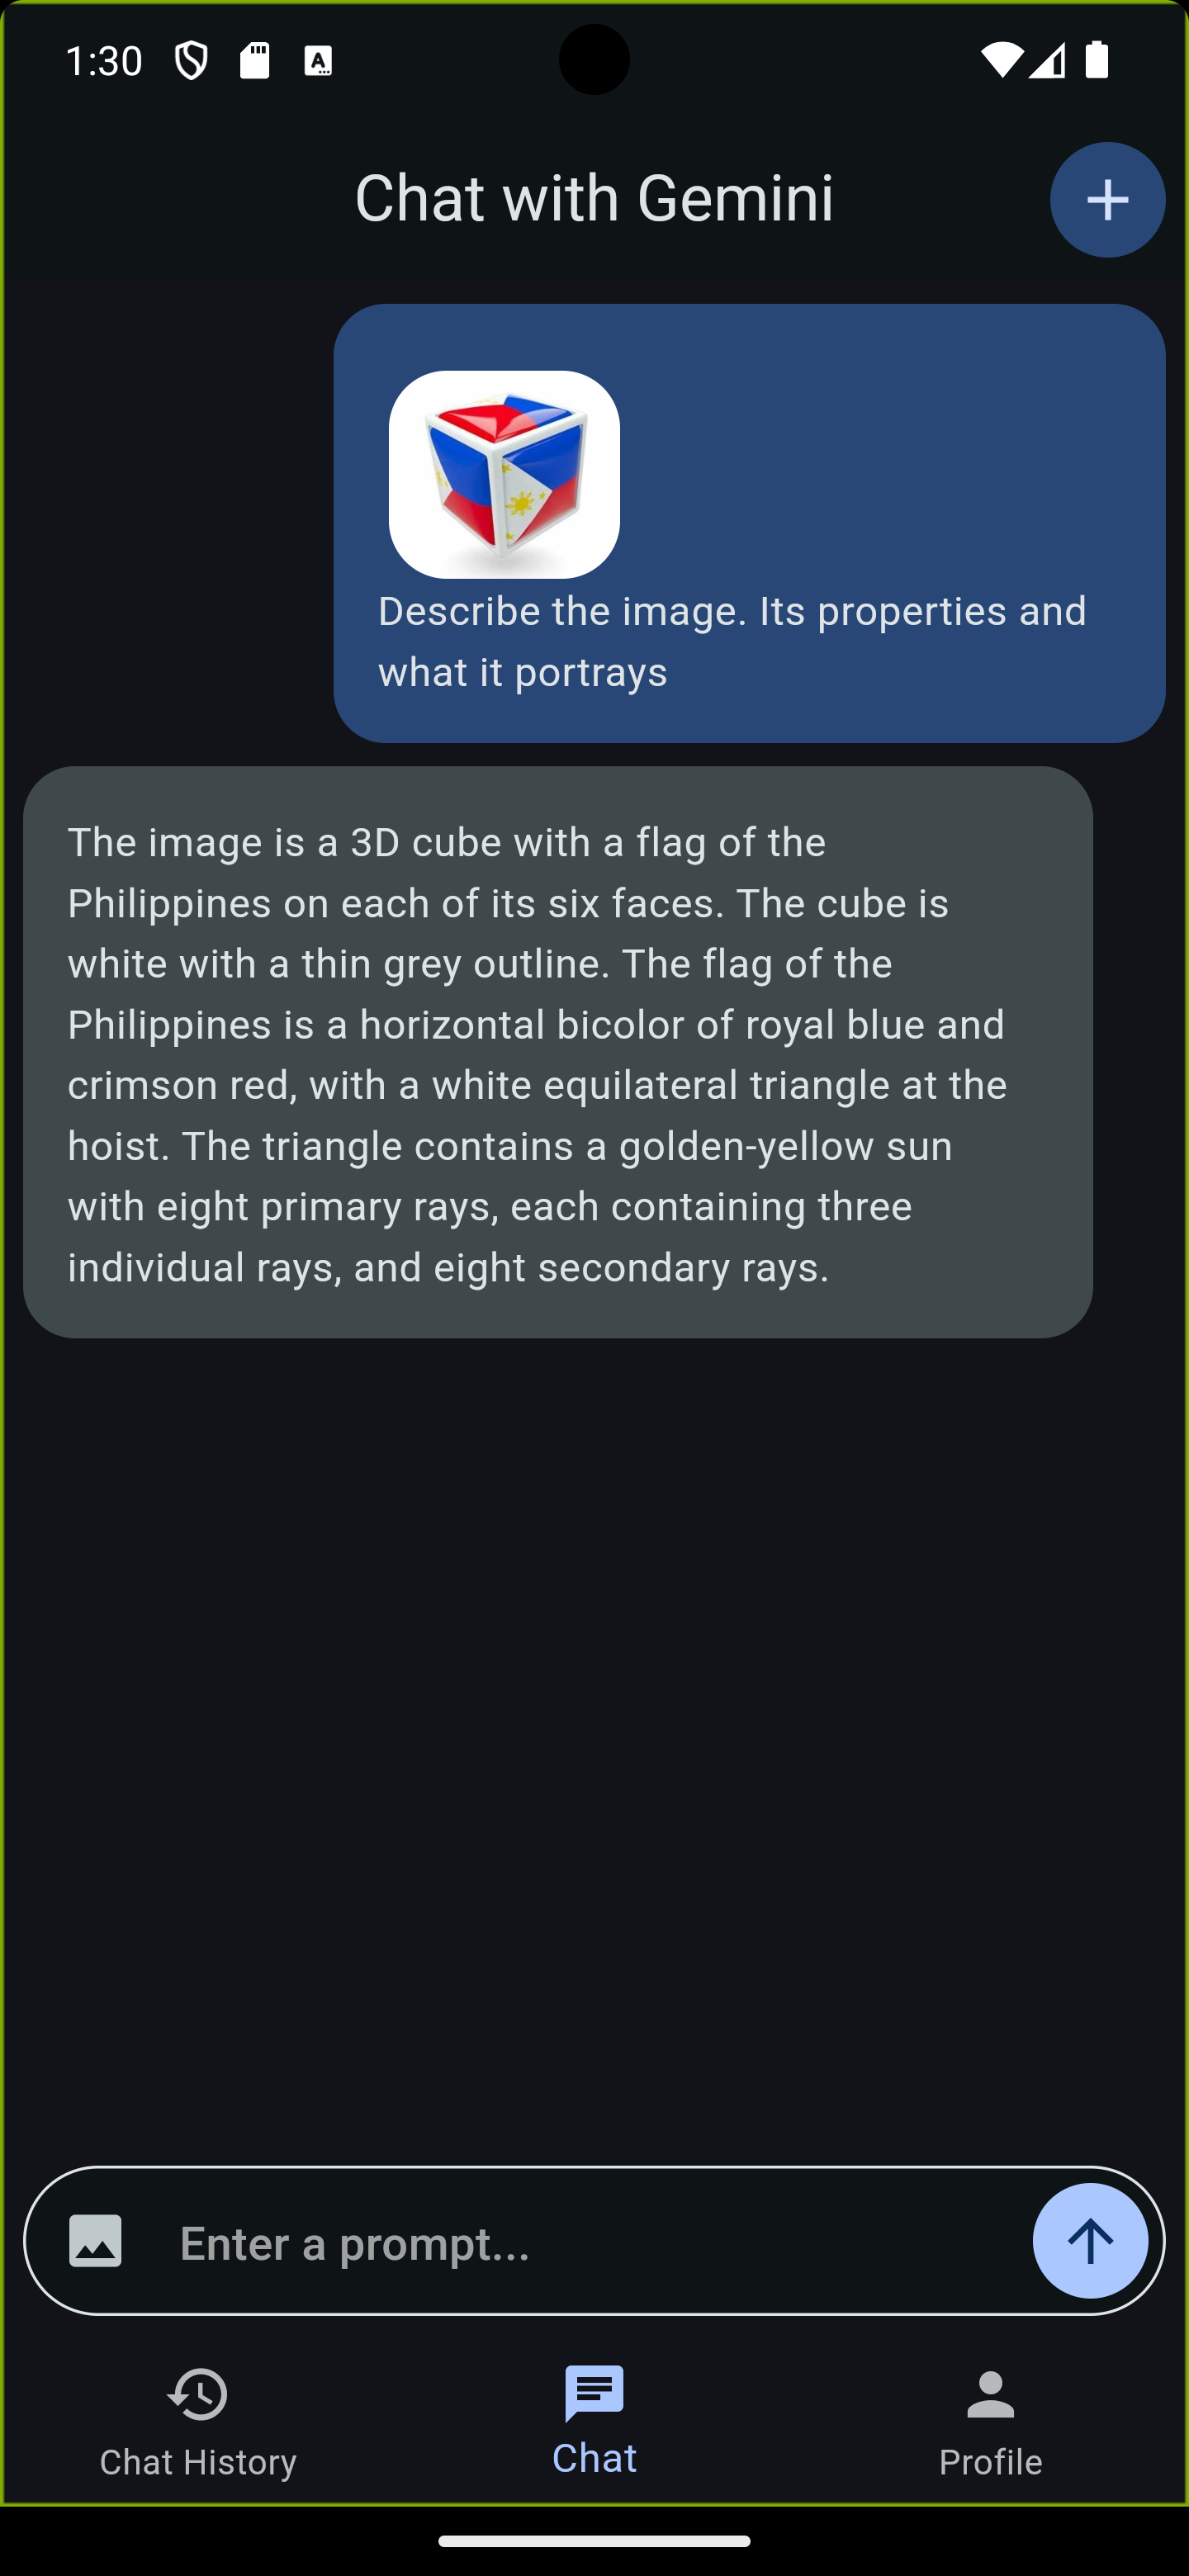 1:30
Chat with Gemini
Describe the image. Its properties and
what it portrays
The image is a 3D cube with a flag of the
Philippines on each of its six faces. The cube is
white with a thin grey outline. The flag of the
Philippines is a horizontal bicolor of royal blue and
crimson red, with a white equilateral triangle at the
hoist. The triangle contains a golden-yellow sun
with eight primary rays, each containing three
individual rays, and eight secondary rays.
Enter a prompt...
Chat History
Chat
Profile